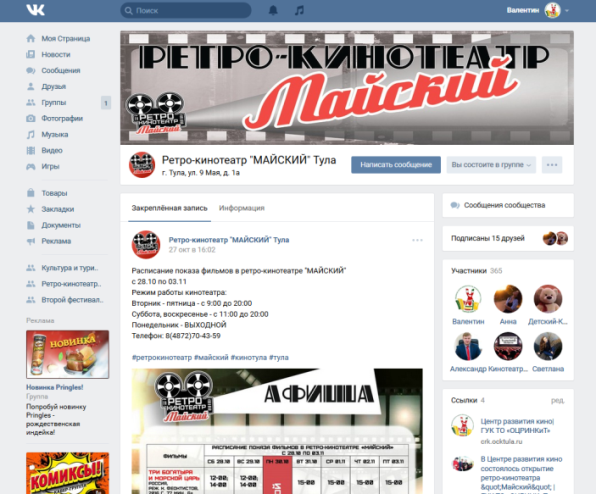 Поиск
Валентин
РЕТРО-КИНОТЕАТР
Майский
РЕТРО
КИНОТЕАТР
Майский
Моя Страница
Новости
Сообщения
Друзья
Группы 1
Фотографии
Музыка
Видео
Игры
Товары
Закладки
Документы
Реклама
Культура и тури..
Ретро-кинотеатр..
Второй фестивал..
Реклама
НОВИНКА
Новинка Pringles!
Группа
Попробуй новинку
Pringles -
рождественская
индейка!
КОМИКСЫ!
Ретро-кинотеатр "МАЙСКИЙ" Тула
г. Тула, ул. 9 Мая, д. 1а
Написать сообщение
Вы состоите в группе
Закреплённая запись
Информация
Ретро-кинотеатр "МАЙСКИЙ" Тула
27 окт в 16:02
Расписание показа фильмов в ретро-кинотеатре "МАЙСКИЙ"
с 28.10 по 03.11
Режим работы кинотеатра:
Вторник - пятница - с 9:00 до 20:00
Суббота, воскресенье - с 11:00 до 20:00
Понедельник - ВЫХОДНОЙ
Телефон: 8(4872)70-43-59
#ретрокинотеатр #майский #кинотула #тула
РЕТРО
КИНОТЕАТР
Майский
АФИША
РАСПИСАНИЕ ПОКАЗА ФИЛЬМОВ В РЕТРО-КИНОТЕАТРЕ «МАЙСКИЙ»
С 28.10 ПО 03.11
ФИЛЬМЫ
СБ 28.10 ВС 29.10 ПН 30.10 ВТ 31.10 СР 01.11 ЧТ 02.11 ПТ 03.11
ТРИ БОГАТЫРЯ
И МОРСКОЙ ЦАРЬ
РОССИЯ,
12:00; 14:00
12:00; 14:00
15:00 15:00 15:00 15:00
Сообщения сообщества
Подписаны 15 друзей
Участники 365
Валентин Анна Детский-К...
Александр Кинотеатр... Светлана
Ссылки 4 ред.
Центр развития кино|
ГУК ТО «ОЦРИНКиТ»
crk.ocktula.ru
В Центре развития кино
состоялось открытие
ретро-кинотеатра
&quot;Майский&quot; |